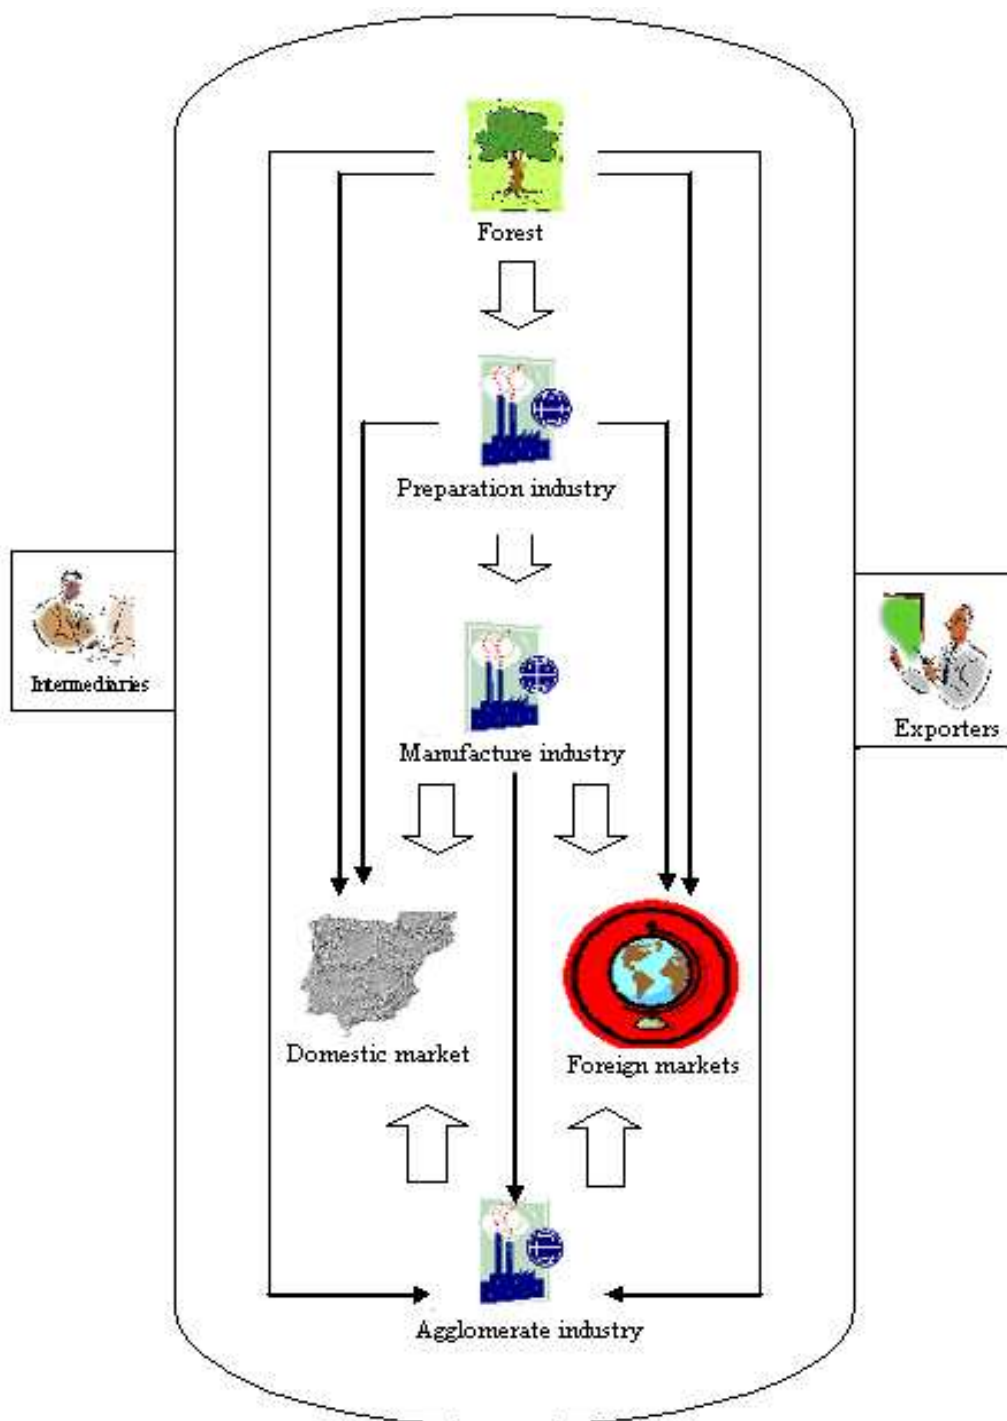 Forest
Preparation industry
Intermediaries
Manufacture industry
Exporters
Domestic market
Foreign markets
Agglomerate industry